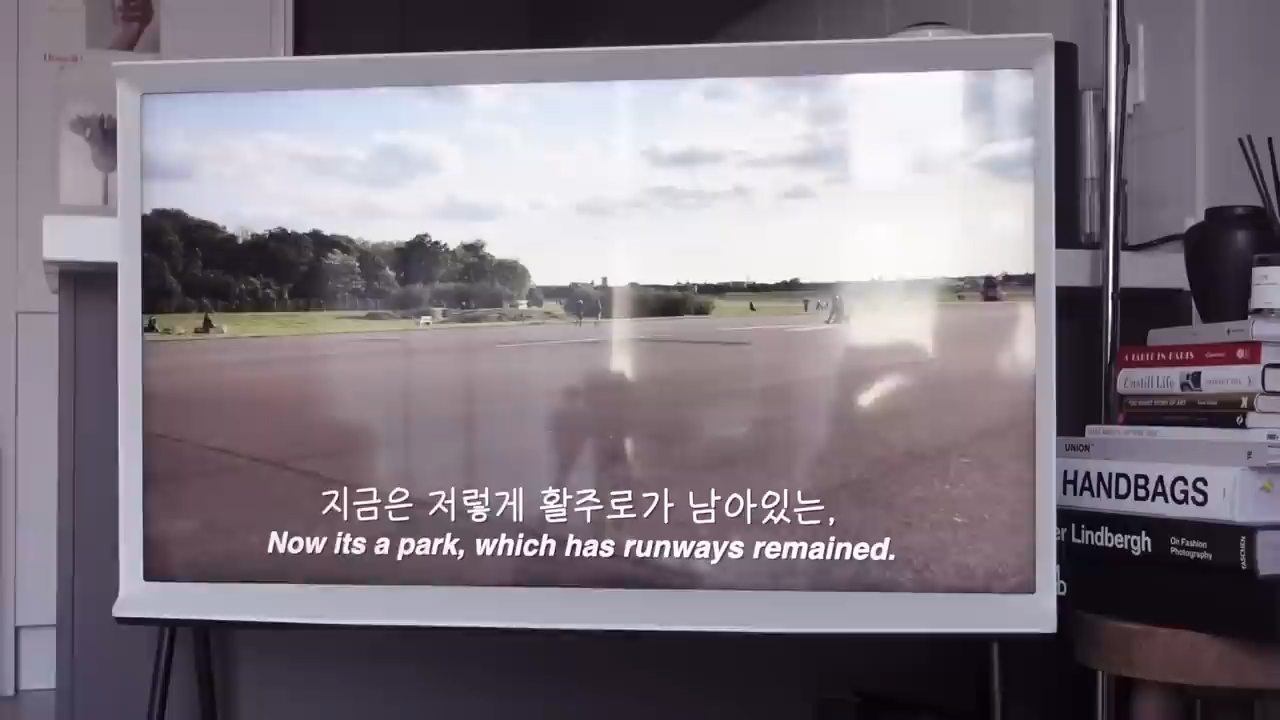 지금은 저렇게 활주로가 남아있는,
Now its a park, which has runways remained.
A TABLE IN PARIS
Still Life
UNION
HANDBAGS
er Lindbergh
On Fashion
Photography
TASCHEN